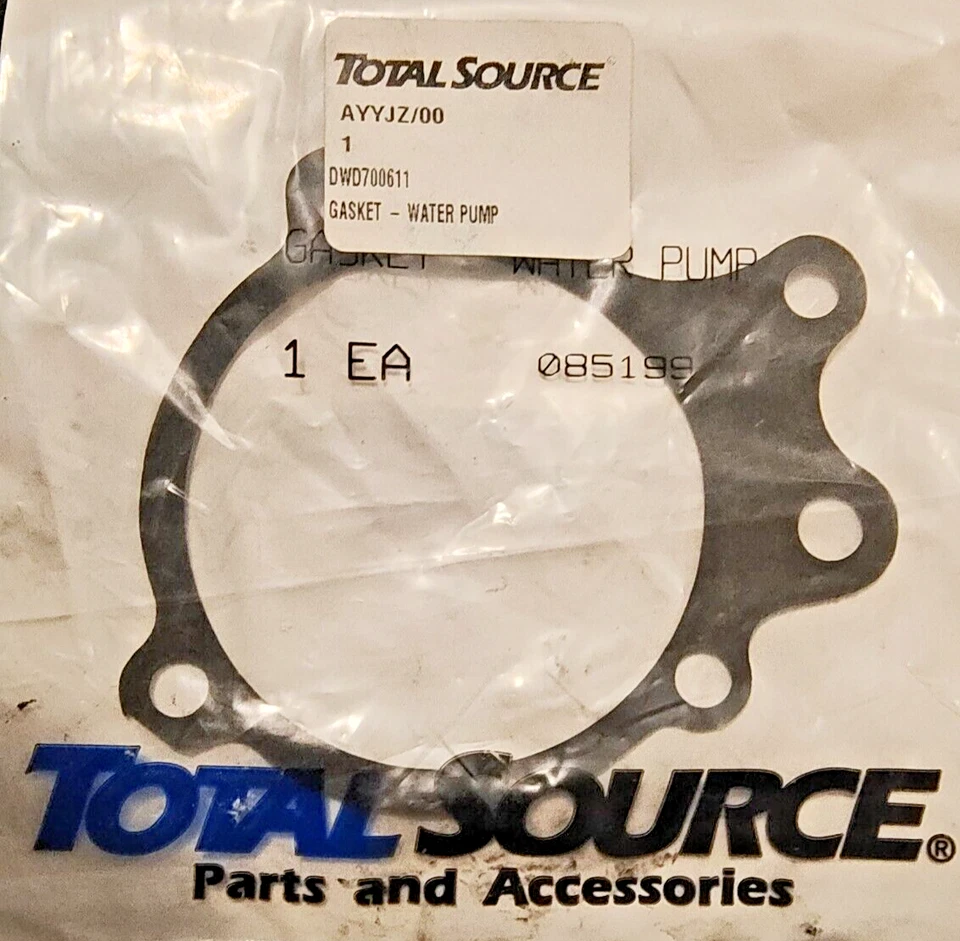 TOTAL SOURCE
AYYJZ/00
1
DWD700611
GASKET - WATER PUMP
GASKET WATER PUMP
1 EA 085199
TOTAL SOURCE®
Parts and Accessories